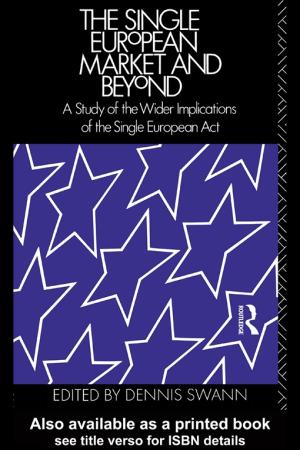 THE SINGLE
EUROPEAN
MARKET AND
BEYOND
A Study of the Wider Implications
of the Single European Act
ROUTLEDGE
EDITED BY DENNIS SWANN
Also available as a printed book
see title verso for ISBN details